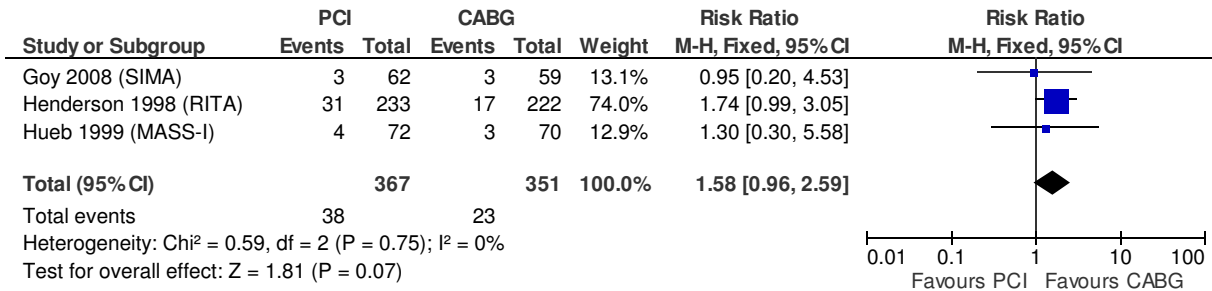 PCI CABG Risk Ratio Risk Ratio
Study or Subgroup Events Total Events Total Weight M-H, Fixed, 95% CI M-H, Fixed, 95% CI
Goy 2008 (SIMA) 3 62 3 59 13.1% 0.95 [0.20, 4.53]
Henderson 1998 (RITA) 31 233 17 222 74.0% 1.74 [0.99, 3.05]
Hueb 1999 (MASS-I) 4 72 3 70 12.9% 1.30 [0.30, 5.58]
Total (95% CI) 367 351 100.0% 1.58 [0.96, 2.59]
Total events 38 23
Heterogeneity: Chi² = 0.59, df = 2 (P = 0.75); I² = 0%
Test for overall effect: Z = 1.81 (P = 0.07)
0.01 0.1 1 10 100
Favours PCI Favours CABG